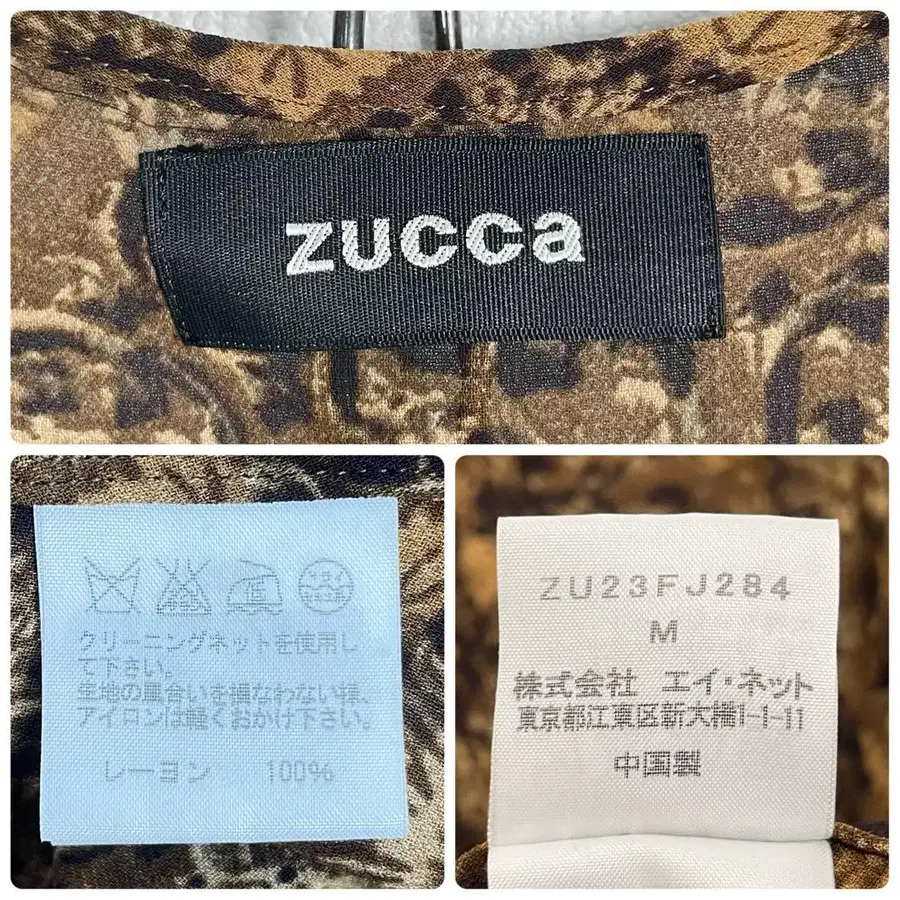 zucca
クリーニングネットを使用し
て下さい。
生地の風合いを損なわない様、
アイロンは軽くおかけ下さい。
レーヨン 100%
ZU23FJ284
M
株式会社 エイ・ネット
東京都江東区新大橋1-1-11
中国製